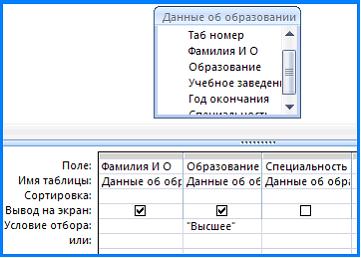 Данные об образовании
Таб номер
Фамилия И О
Образование
Учебное заведени
Год окончания
Специальность
Поле: Фамилия И О Образование Специальность
Имя таблицы: Данные об обр Данные об об Данные об обра
Сортировка:
Вывод на экран:
Условие отбора: "Высшее"
или: